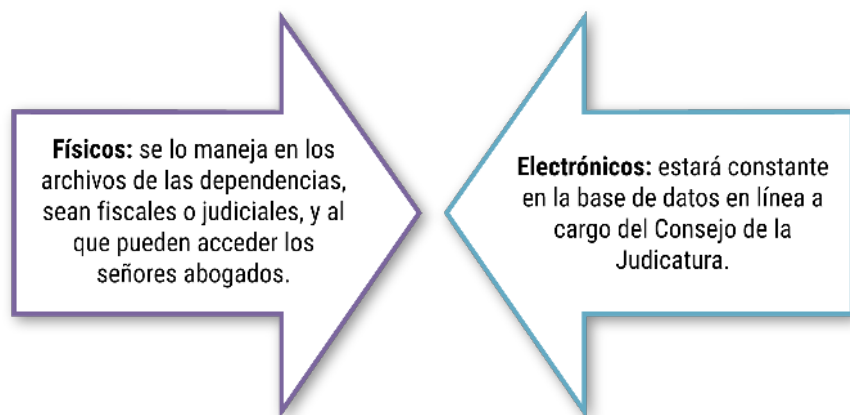 Físicos: se lo maneja en los
archivos de las dependencias,
sean fiscales o judiciales, y al
que pueden acceder los
señores abogados.
Electrónicos: estará constante
en la base de datos en línea a
cargo del Consejo de la
Judicatura.